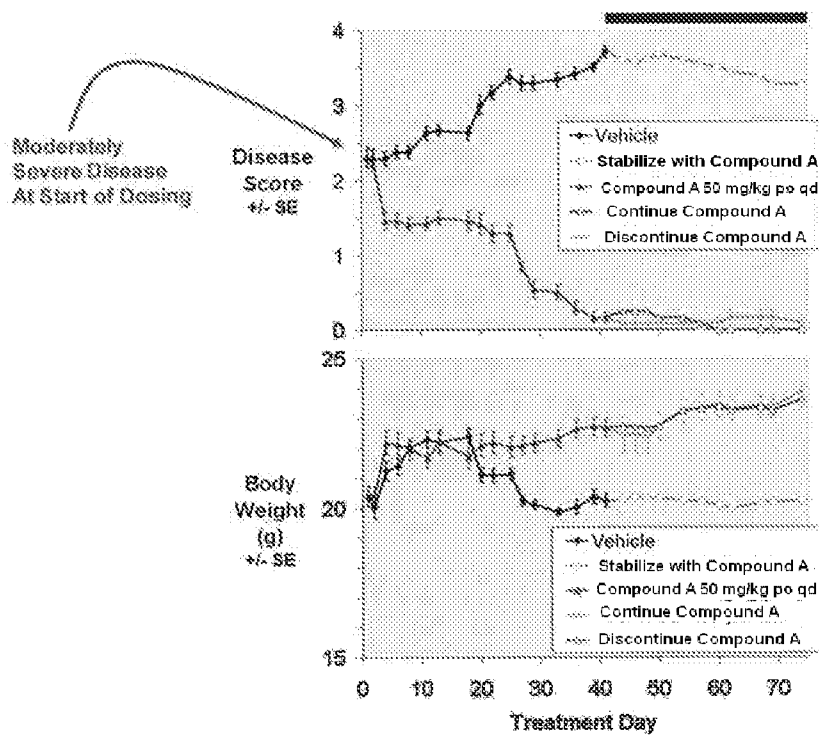 Moderately
Severe Disease
At Start of Dosing
Disease
Score
+/- SE
4
3
2
1
0
Vehicle
Stabilize with Compound A
Compound A 50 mg/kg po qd
Continue Compound A
Discontinue Compound A
Body
Weight
(g)
+/- SE
25
20
15
Vehicle
Stabilize with Compound A
Compound A 50 mg/kg po qd
Continue Compound A
Discontinue Compound A
0 10 20 30 40 50 60 70
Treatment Day